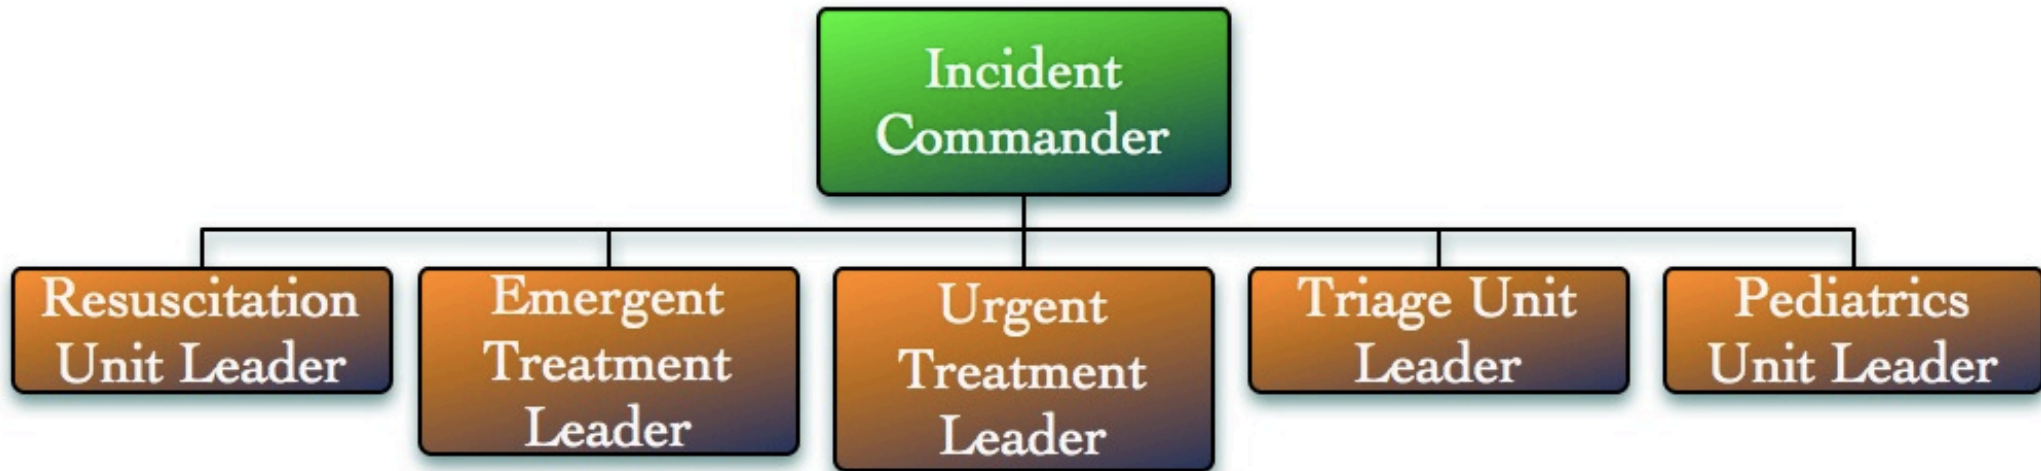 Incident
Commander
Resuscitation
Unit Leader
Emergent
Treatment
Leader
Urgent
Treatment
Leader
Triage Unit
Leader
Pediatrics
Unit Leader